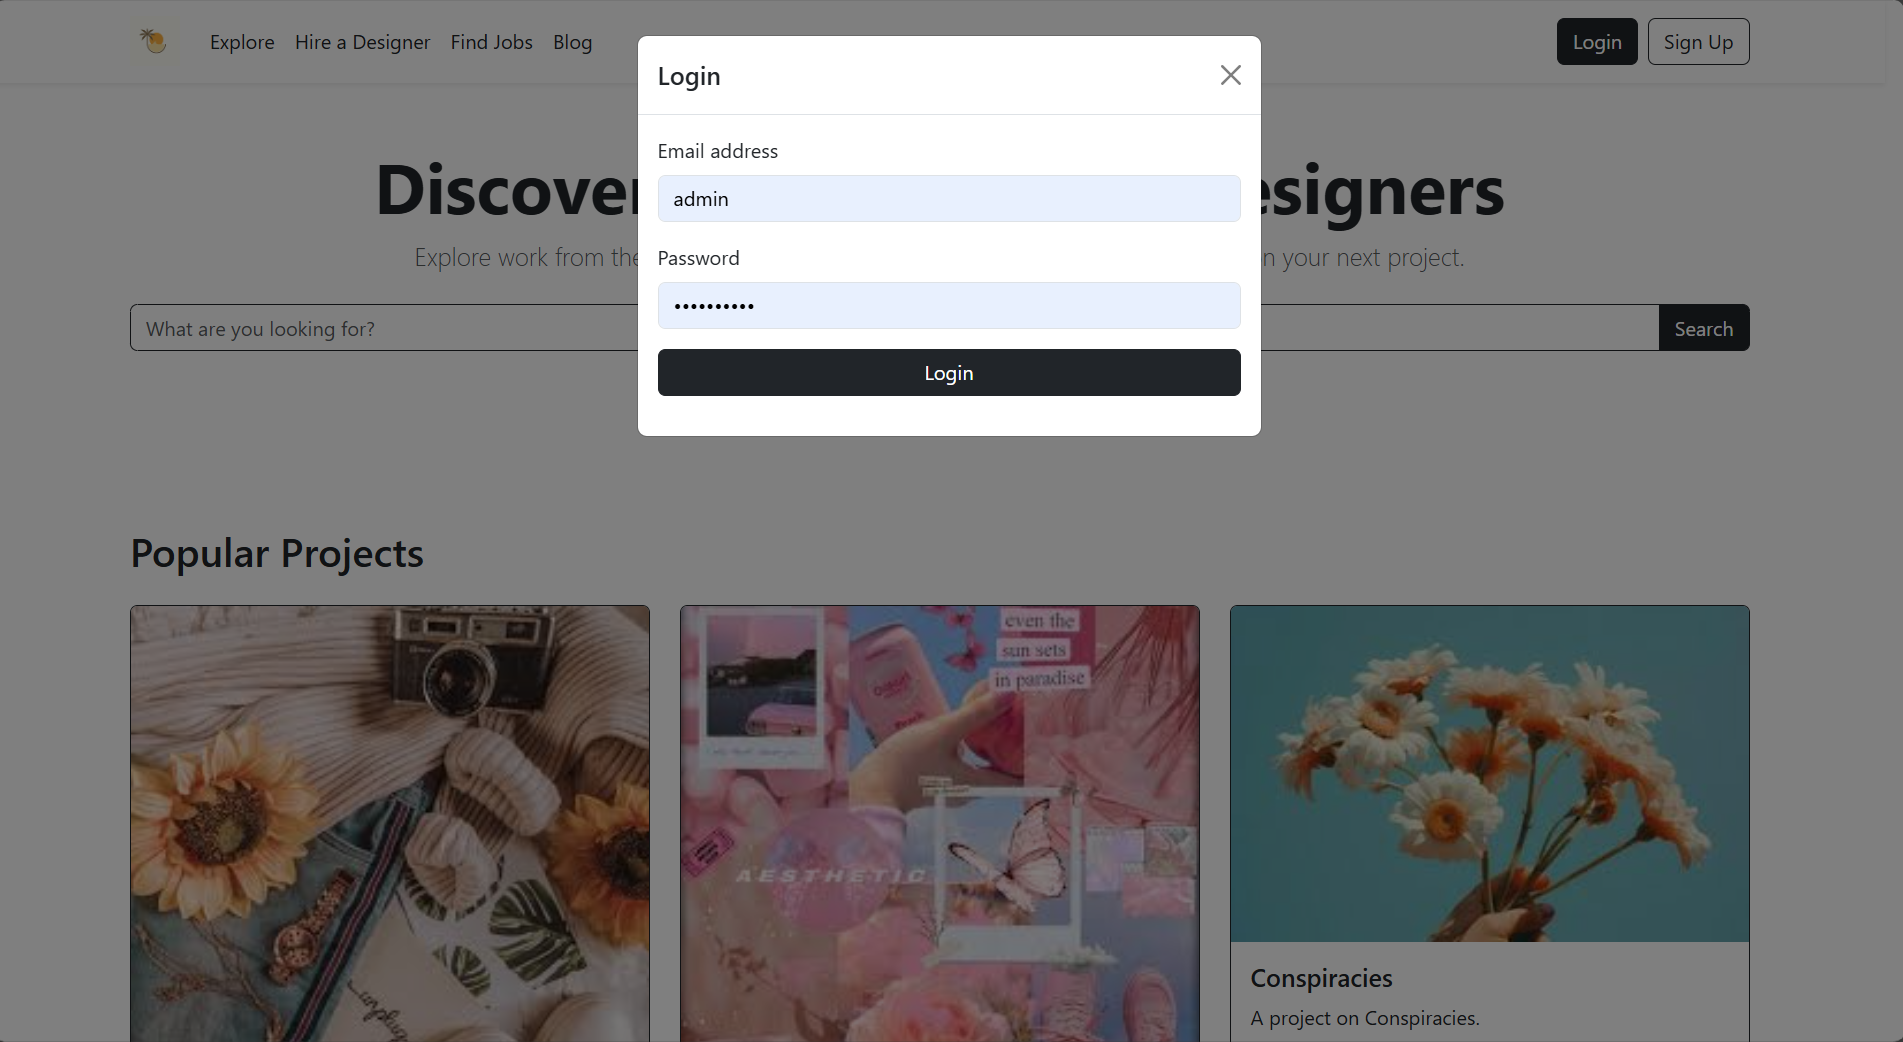 Explore Hire a Designer Find Jobs Blog
Login Sign Up
Login
Email address
admin
Password
••••••••••
Login
Discover
esigners
Explore work from the
n your next project.
What are you looking for?
Search
Popular Projects
even the
sun sets
in paradise
AESTHETIC
Conspiracies
A project on Conspiracies.